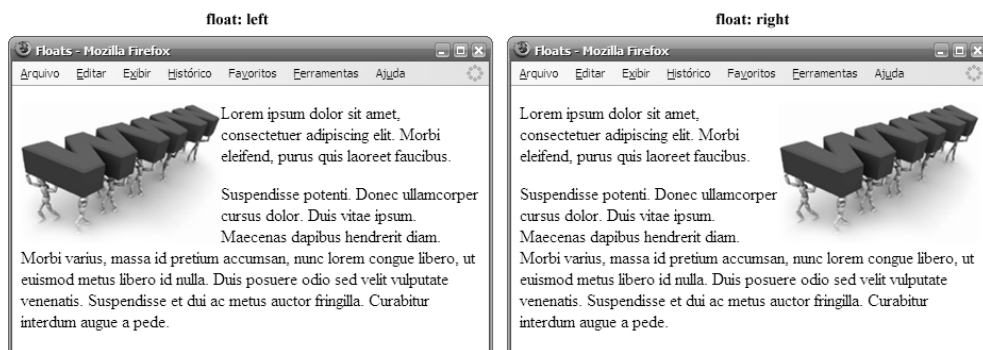 float: left
Floats - Mozilla Firefox
Arquivo Editar Exibir Histórico Favoritos Ferramentas Ajuda
WWW
Lorem ipsum dolor sit amet,
consectetuer adipiscing elit. Morbi
eleifend, purus quis laoreet faucibus.
Suspendisse potenti. Donec ullamcorper
cursus dolor. Duis vitae ipsum.
Maecenas dapibus hendrerit diam.
Morbi varius, massa id pretium accumsan, nunc lorem congue libero, ut
euismod metus libero id nulla. Duis posuere odio sed velit vulputate
venenatis. Suspendisse et dui ac metus auctor fringilla. Curabitur
interdum augue a pede.
float: right
Floats - Mozilla Firefox
Arquivo Editar Exibir Histórico Favoritos Ferramentas Ajuda
Lorem ipsum dolor sit amet,
consectetuer adipiscing elit. Morbi
eleifend, purus quis laoreet faucibus.
WWW
Suspendisse potenti. Donec ullamcorper
cursus dolor. Duis vitae ipsum.
Maecenas dapibus hendrerit diam.
Morbi varius, massa id pretium accumsan, nunc lorem congue libero, ut
euismod metus libero id nulla. Duis posuere odio sed velit vulputate
venenatis. Suspendisse et dui ac metus auctor fringilla. Curabitur
interdum augue a pede.